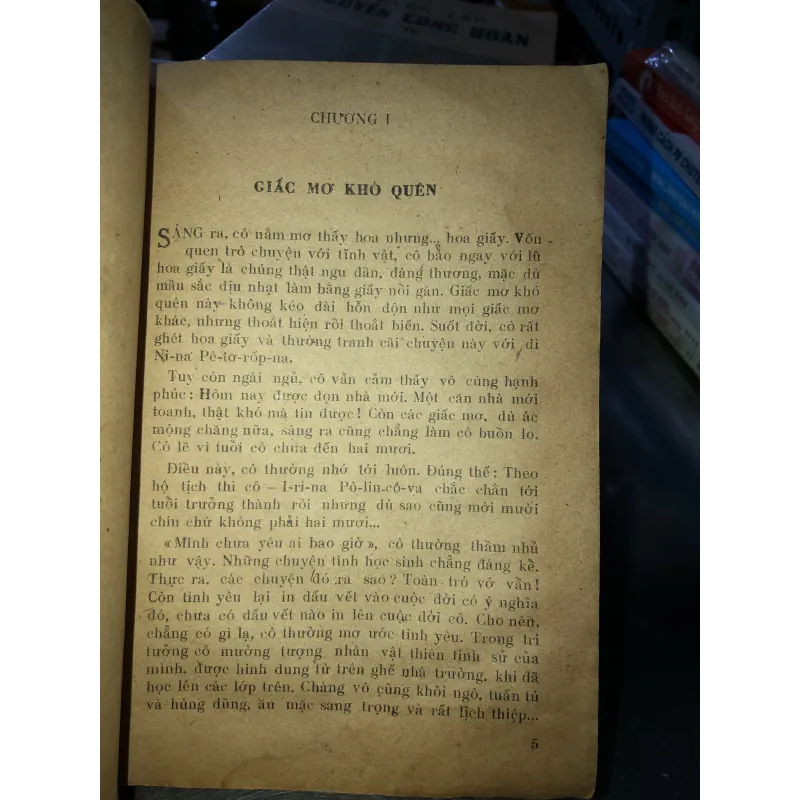 NGUYỄN CÔNG HOAN
CHƯƠNG I
GIẤC MƠ KHÓ QUÊN
SÁNG ra, cô nằm mơ thấy hoa nhưng... hoa giấy. Vốn
quen trò chuyện với tĩnh vật, cô bảo ngay với lũ
hoa giấy là chúng thật ngu đần, đáng thương, mặc dù
mầu sắc dịu nhạt làm bằng giấy nổi gân. Giấc mơ khó
quên này không kéo dài hỗn độn như mọi giấc mơ
khác, nhưng thoắt hiện rồi thoắt biến. Suốt đời, cô rất
ghét hoa giấy và thường tranh cãi chuyện này với dì
Ni-na Pê-tơ-rốp-na.
Tuy còn ngái ngủ, cô vẫn cảm thấy vô cùng hạnh
phúc: Hôm nay được dọn nhà mới. Một căn nhà mới
toanh, thật khó mà tin được! Còn các giấc mơ, dù ác
mộng chăng nữa, sáng ra cũng chẳng làm cô buồn lo.
Có lẽ vì tuổi cô chưa đến hai mươi.
Điều này, cô thường nhớ tới luôn. Đúng thế: Theo
hộ tịch thì cô — I-ri-na Pô-lin-cô-va chắc chắn tới
tuổi trưởng thành rồi nhưng dù sao cũng mới mười
chín chứ không phải hai mươi...
«Mình chưa yêu ai bao giờ», cô thường thầm nhủ
như vậy. Những chuyện tình học sinh chẳng đáng kể.
Thực ra, các chuyện đó ra sao? Toàn trò vớ vẩn!
Còn tình yêu lại in dấu vết vào cuộc đời có ý nghĩa
đó, chưa có dấu vết nào in lên cuộc đời cô. Cho nên,
chẳng có gì lạ, cô thường mơ ước tình yêu. Trong trí
tưởng cô mường tượng nhân vật thiên tình sử của
mình, được hình dung từ trên ghế nhà trường, khi đã
học lên các lớp trên. Chàng vô cùng khôi ngô, tuấn tú
và hùng dũng, ăn mặc sang trọng và rất lịch thiệp...
5